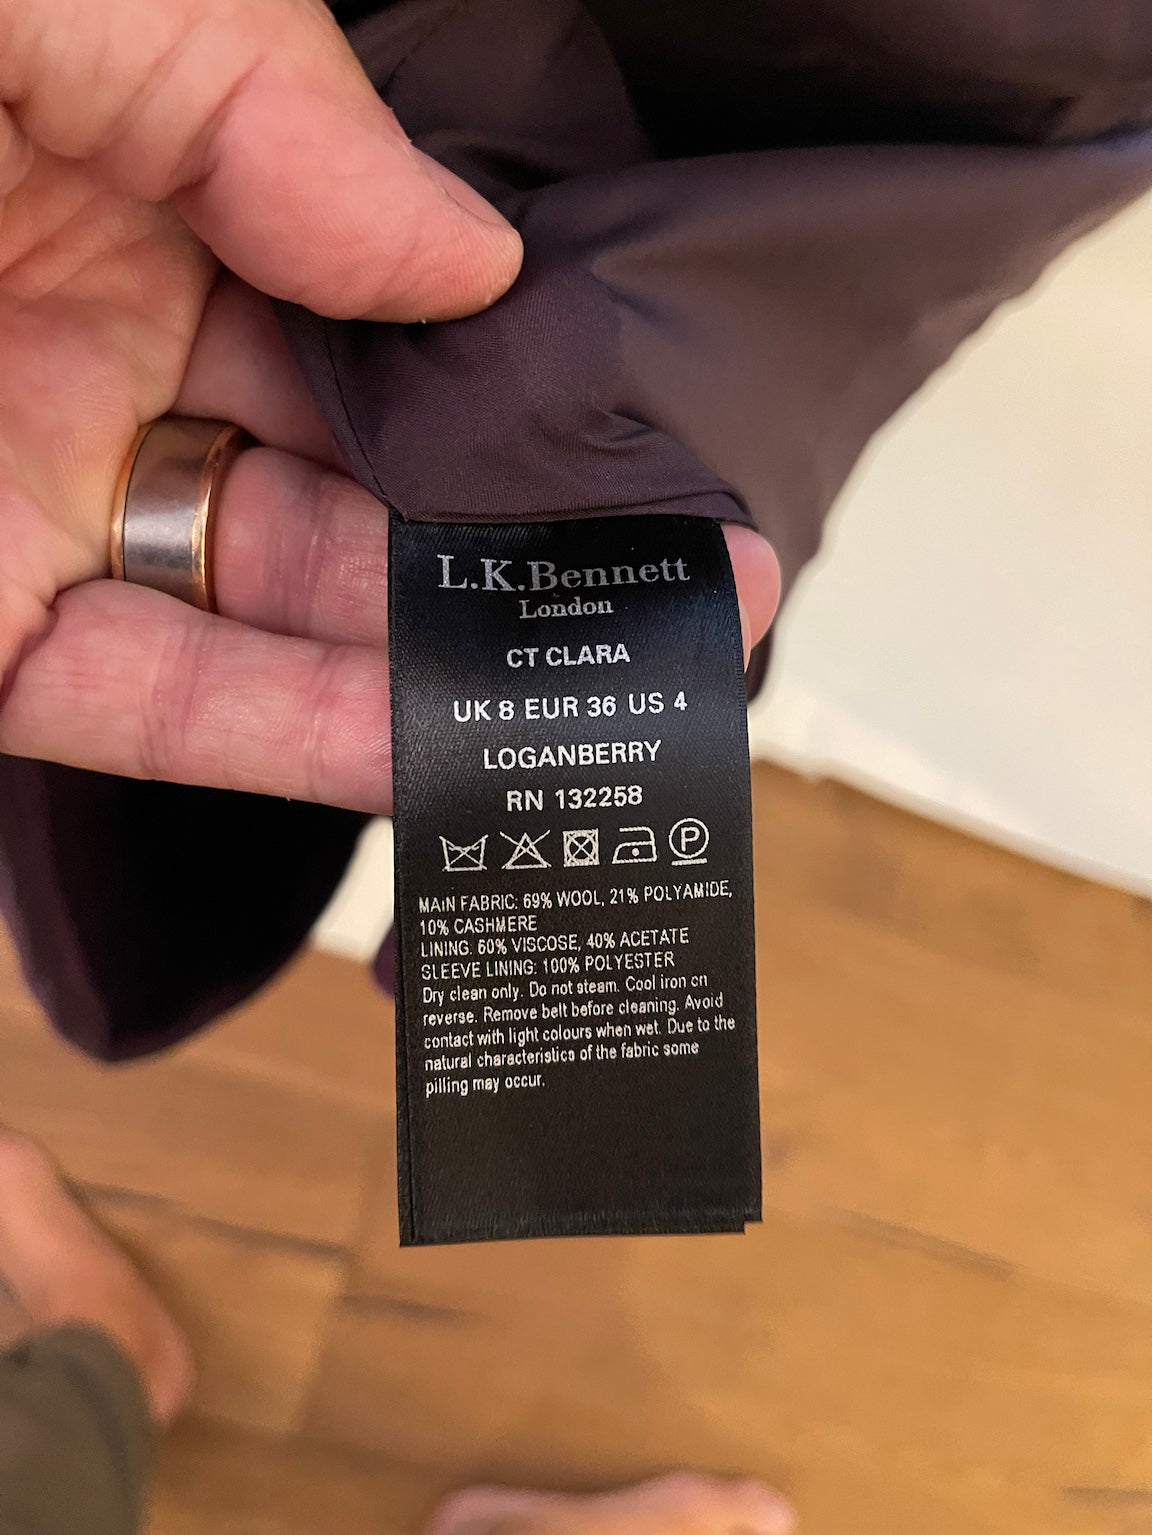 L.K.Bennett
London
CT CLARA
UK 8 EUR 36 US 4
LOGANBERRY
RN 132258
P
MAIN FABRIC: 69% WOOL, 21% POLYAMIDE,
10% CASHMERE
LINING: 60% VISCOSE, 40% ACETATE
SLEEVE LINING: 100% POLYESTER
Dry clean only. Do not steam. Cool iron on
reverse. Remove belt before cleaning. Avoid
contact with light colours when wet. Due to the
natural characteristics of the fabric some
pilling may occur.